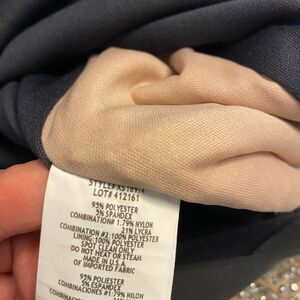 LOT# 412161
95% POLYESTER
5% SPANDEX
COMBINATION 1:79% NYLON
21% LYCRA
COMBINATION #2:100% POLYESTER
LINING:100% POLYESTER
SPOT CLEAN ONLY
DO NOT HEAT OR STEAM
MADE IN U.S.A.
OF IMPORTED FABRIC
95% POLIESTER
5% ESPANDEX
COMBINACIONES #1:79% NILON